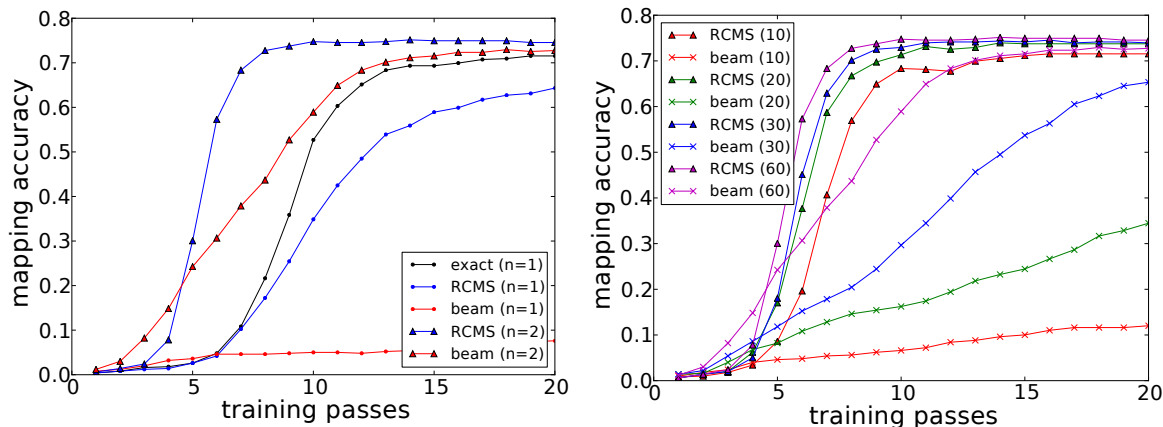 mapping accuracy
0.8
0.7
0.6
0.5
0.4
0.3
0.2
0.1
0.0
0 5 10 15 20
training passes
exact (n=1)
RCMS (n=1)
beam (n=1)
RCMS (n=2)
beam (n=2)
mapping accuracy
0.8
0.7
0.6
0.5
0.4
0.3
0.2
0.1
0.0
0 5 10 15 20
training passes
RCMS (10)
beam (10)
RCMS (20)
beam (20)
RCMS (30)
beam (30)
RCMS (60)
beam (60)